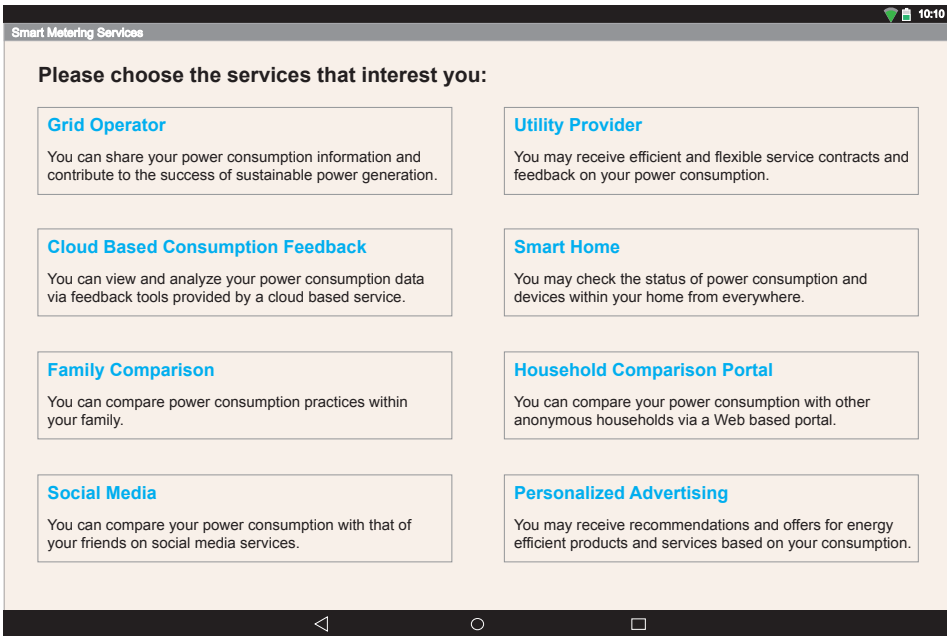 10:10
Smart Metering Services
Please choose the services that interest you:
Grid Operator
You can share your power consumption information and
contribute to the success of sustainable power generation.
Utility Provider
You may receive efficient and flexible service contracts and
feedback on your power consumption.
Cloud Based Consumption Feedback
You can view and analyze your power consumption data
via feedback tools provided by a cloud based service.
Smart Home
You may check the status of power consumption and
devices within your home from everywhere.
Family Comparison
You can compare power consumption practices within
your family.
Household Comparison Portal
You can compare your power consumption with other
anonymous households via a Web based portal.
Social Media
You can compare your power consumption with that of
your friends on social media services.
Personalized Advertising
You may receive recommendations and offers for energy
efficient products and services based on your consumption.